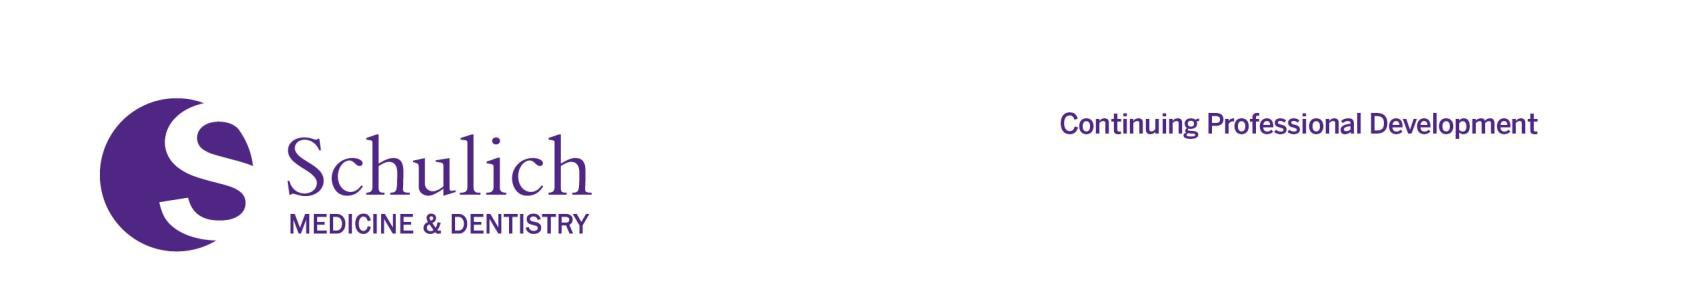 Schulich
MEDICINE & DENTISTRY
Continuing Professional Development